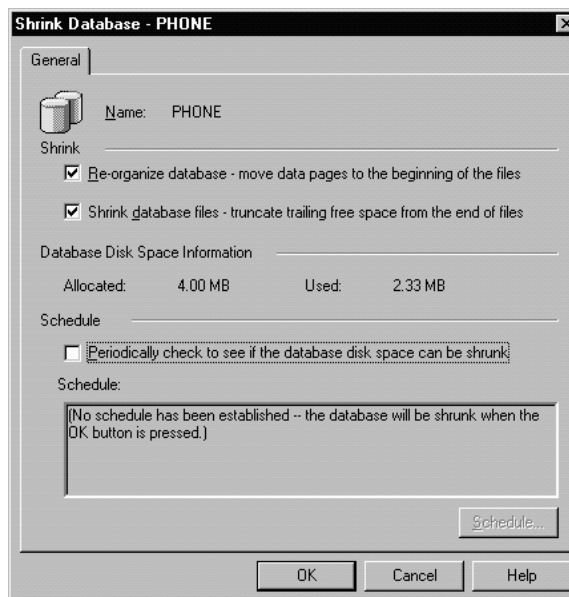 Shrink Database - PHONE
General
Name: PHONE
Shrink
Re-organize database - move data pages to the beginning of the files
Shrink database files - truncate trailing free space from the end of files
Database Disk Space Information
Allocated: 4.00 MB Used: 2.33 MB
Schedule
Periodically check to see if the database disk space can be shrunk
Schedule:
(No schedule has been established -- the database will be shrunk when the
OK button is pressed.)
Schedule...
OK Cancel Help